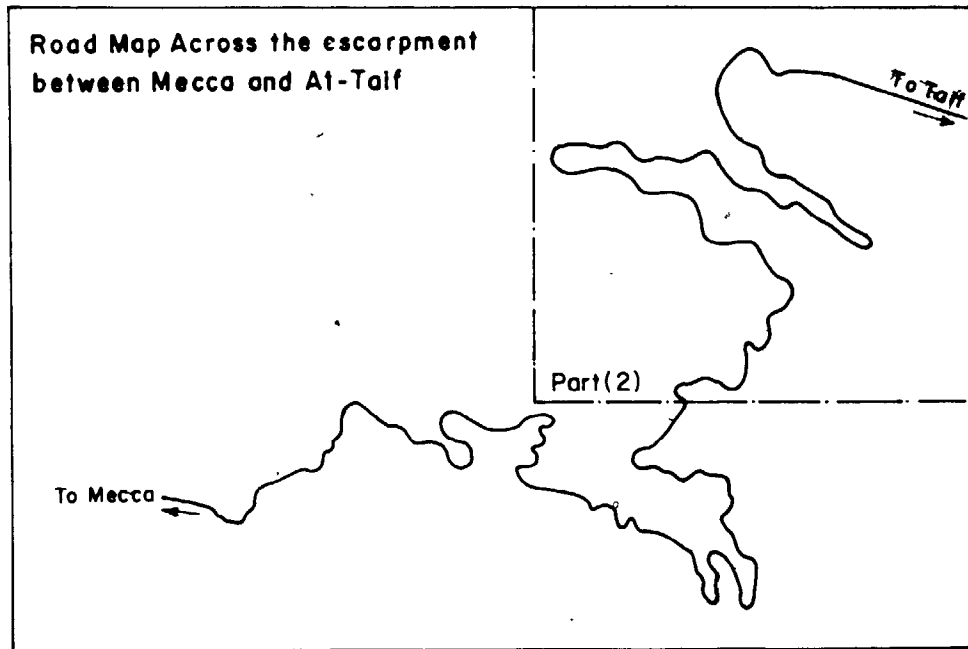 Road Map Across the escarpment
between Mecca and At-Taif
To Taif
Part(2)
To Mecca